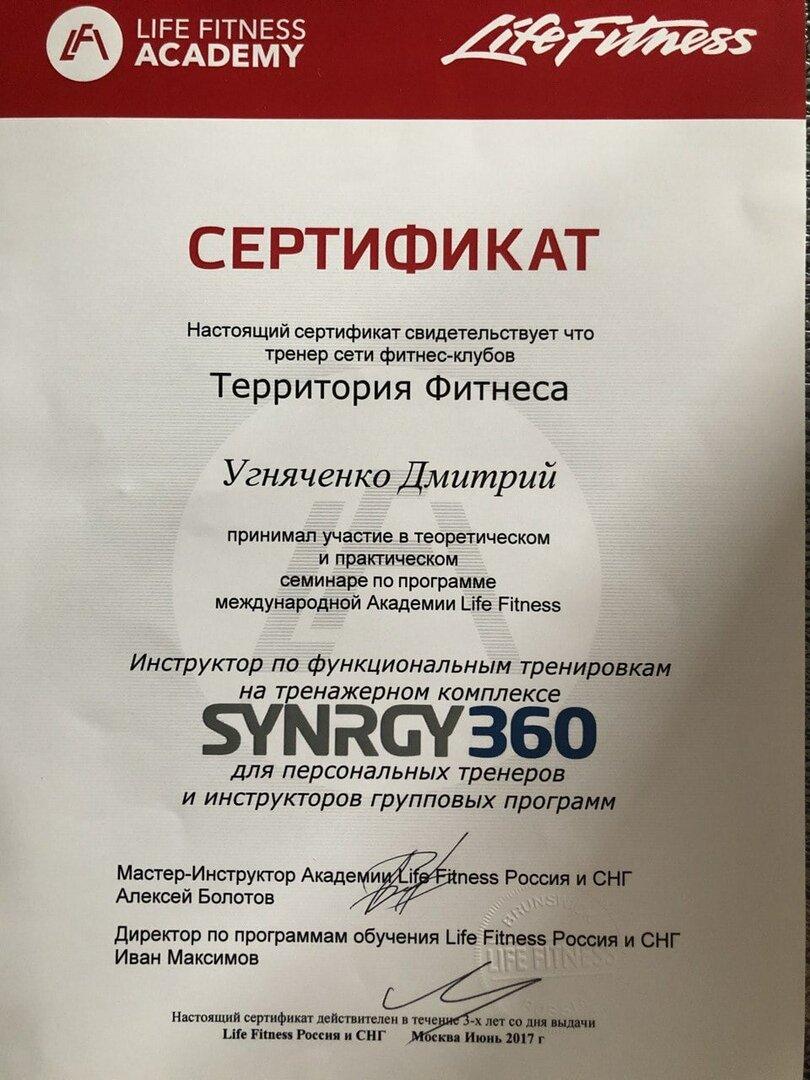 LIFE FITNESS
ACADEMY
Life Fitness
СЕРТИФИКАТ
Настоящий сертификат свидетельствует что
тренер сети фитнес-клубов
Территория Фитнеса
Угняченко Дмитрий
принимал участие в теоретическом
и практическом
семинаре по программе
международной Академии Life Fitness
Инструктор по функциональным тренировкам
на тренажерном комплексе
SYNRGY360
для персональных тренеров
и инструкторов групповых программ
Мастер-Инструктор Академии Life Fitness Россия и СНГ
Алексей Болотов
Директор по программам обучения Life Fitness Россия и СНГ
Иван Максимов
LIFE FITNESS
Настоящий сертификат действителен в течение 3-х лет со дня выдачи
Life Fitness Россия и СНГ Москва Июнь 2017 г